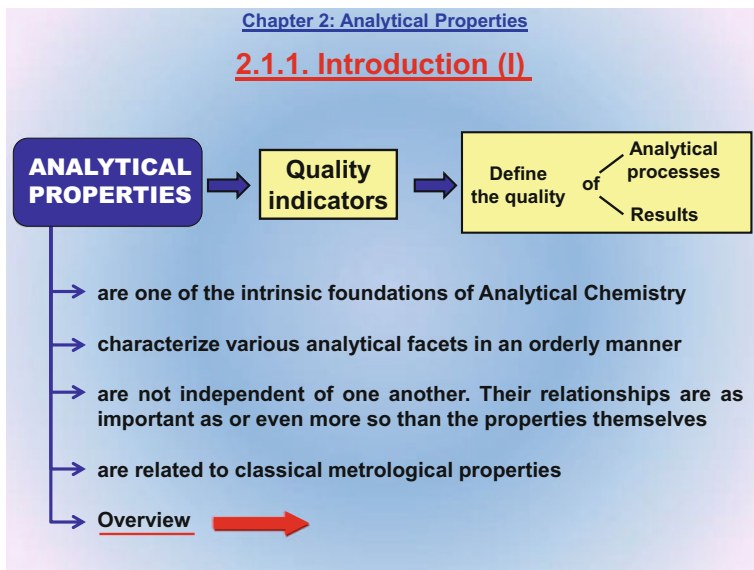 Chapter 2: Analytical Properties
2.1.1. Introduction (I)
ANALYTICAL
PROPERTIES
Quality
indicators
Define
the quality
of
Analytical
processes
Results
are one of the intrinsic foundations of Analytical Chemistry
characterize various analytical facets in an orderly manner
are not independent of one another. Their relationships are as
important as or even more so than the properties themselves
are related to classical metrological properties
Overview